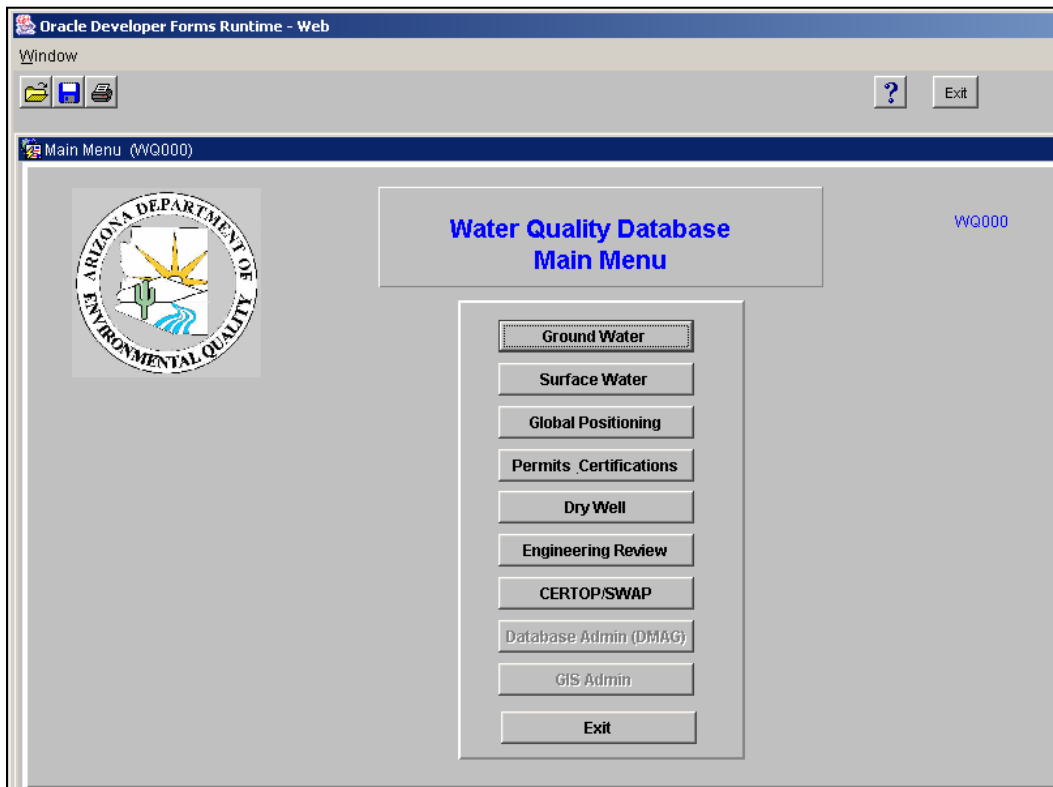 Oracle Developer Forms Runtime - Web
Window
?
Exit
Main Menu (WQ000)
ARIZONA DEPARTMENT OF
ENVIRONMENTAL QUALITY
Water Quality Database
Main Menu
WQ000
Ground Water
Surface Water
Global Positioning
Permits Certifications
Dry Well
Engineering Review
CERTOP/SWAP
Database Admin (DMAG)
GIS Admin
Exit